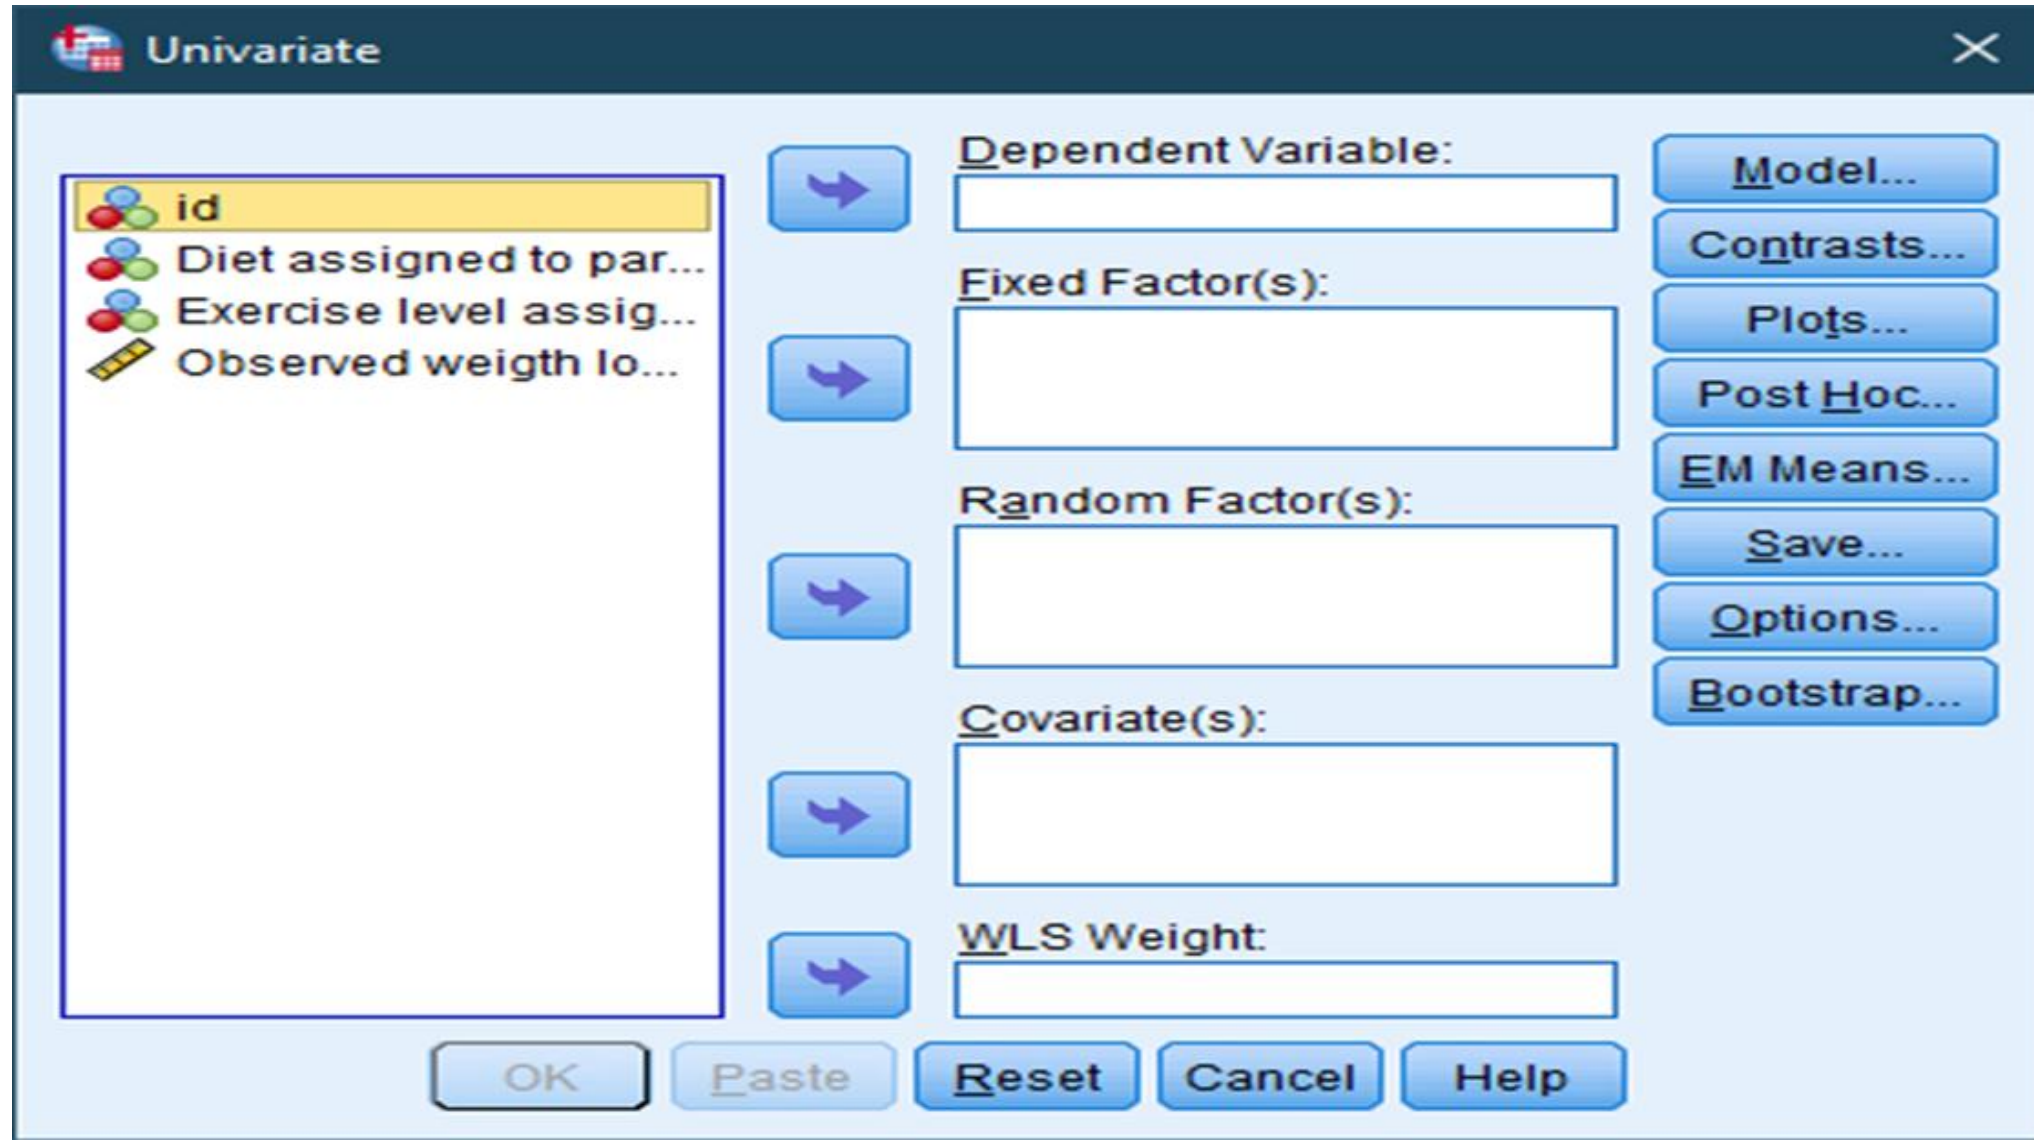 Univariate
id
Diet assigned to par...
Exercise level assig...
Observed weigth lo...
Dependent Variable:
Fixed Factor(s):
Random Factor(s):
Covariate(s):
WLS Weight:
Model...
Contrasts...
Plots...
Post Hoc...
EM Means...
Save...
Options...
Bootstrap...
OK
Paste
Reset
Cancel
Help